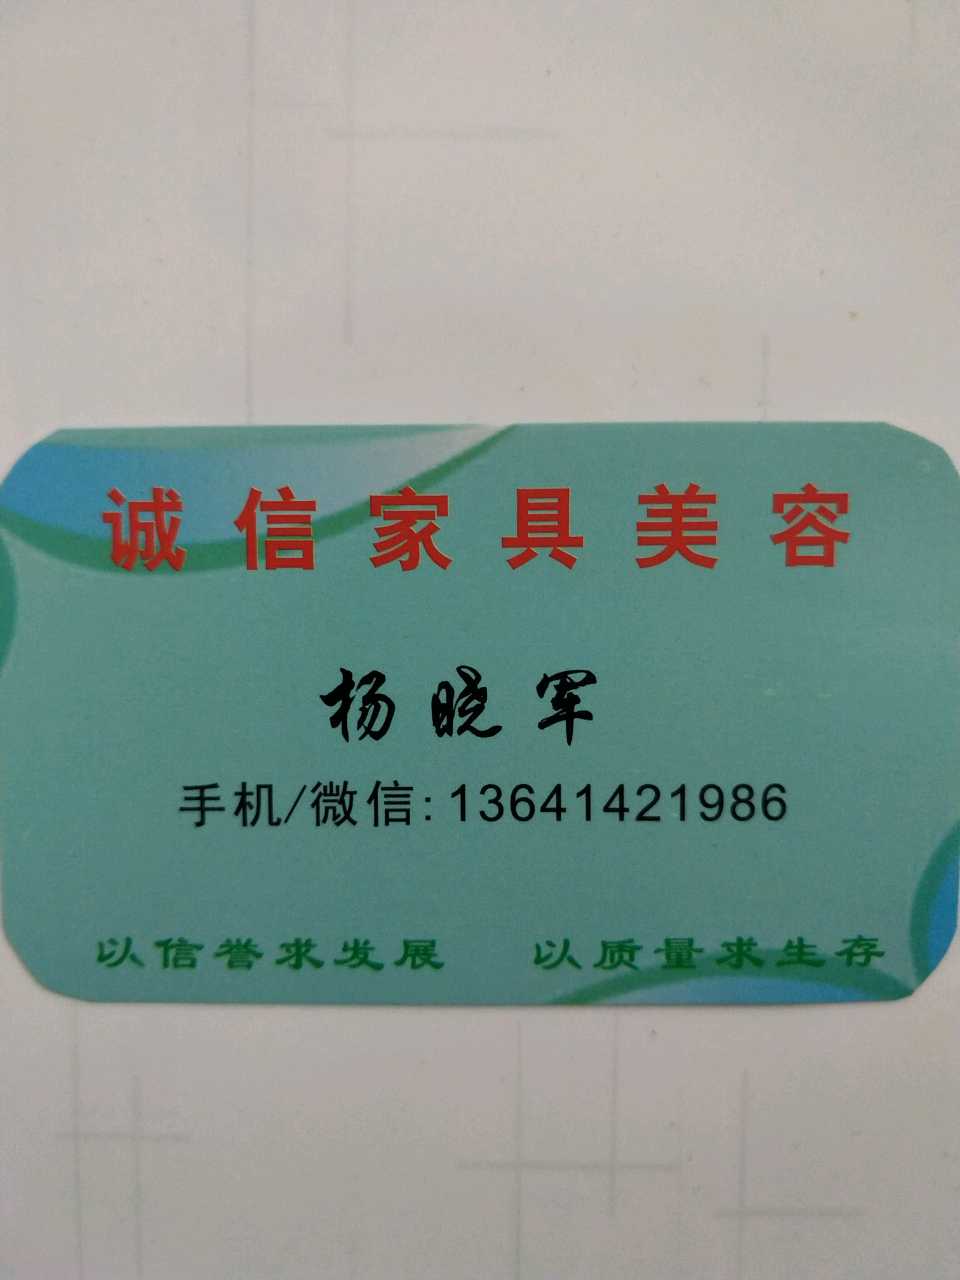 诚信家具美容
杨晓军
手机/微信:13641421986
以信誉求发展 以质量求生存